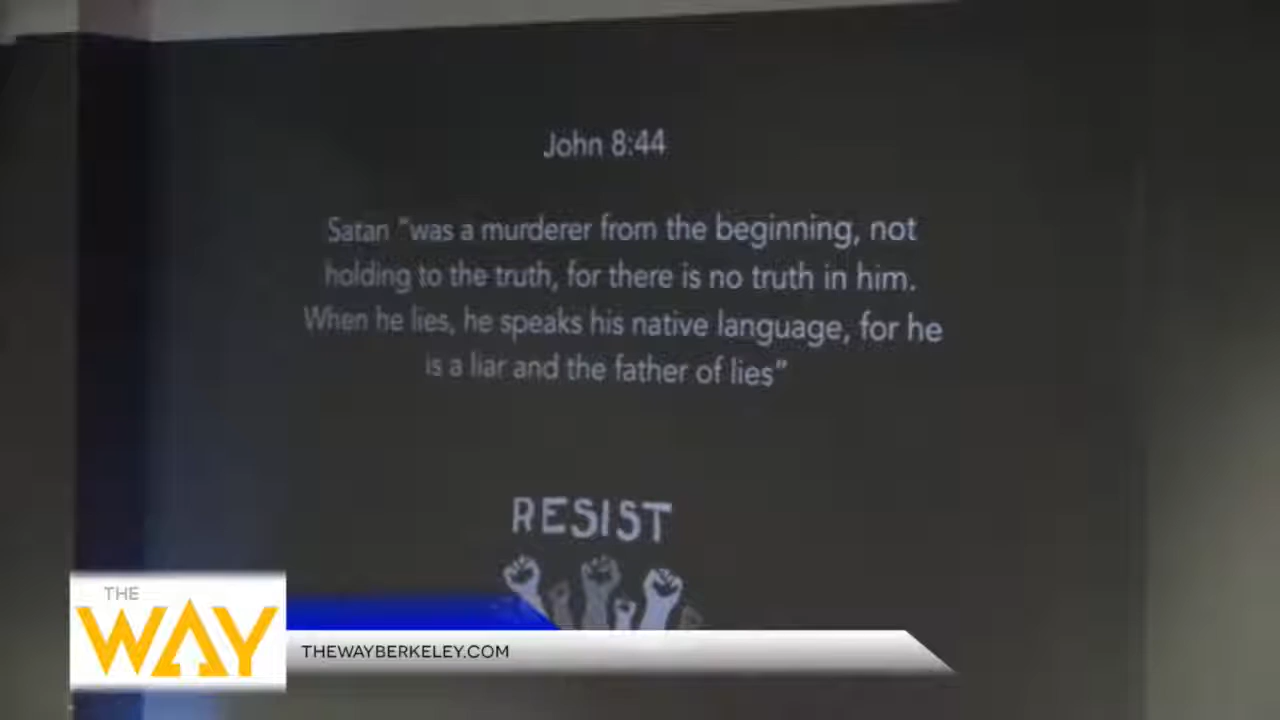 John 8:44
Satan "was a murderer from the beginning, not
holding to the truth, for there is no truth in him.
When he lies, he speaks his native language, for he
is a liar and the father of lies"
RESIST
THE
WAY
THEWAYBERKELEY.COM